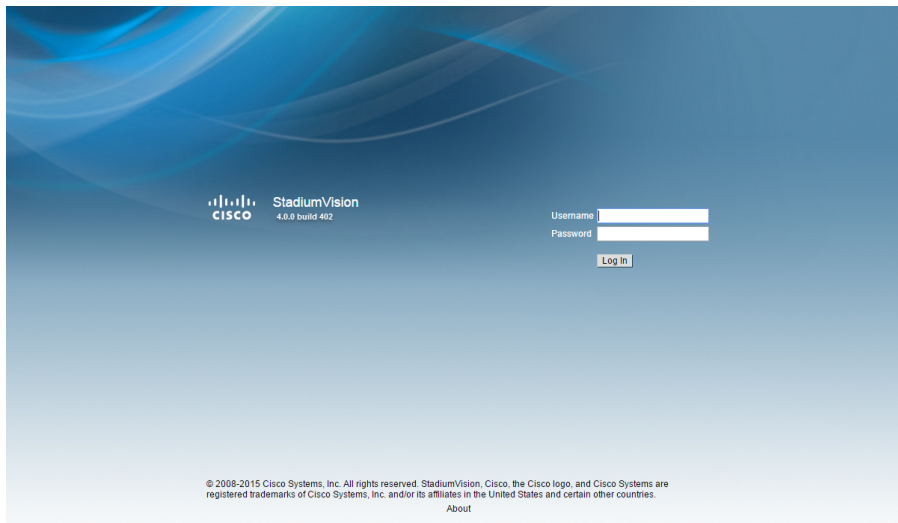 CISCO
StadiumVision
4.0.0 build 402
Username
Password
Log In
© 2008-2015 Cisco Systems, Inc. All rights reserved. StadiumVision, Cisco, the Cisco logo, and Cisco Systems are
registered trademarks of Cisco Systems, Inc. and/or its affiliates in the United States and certain other countries.
About